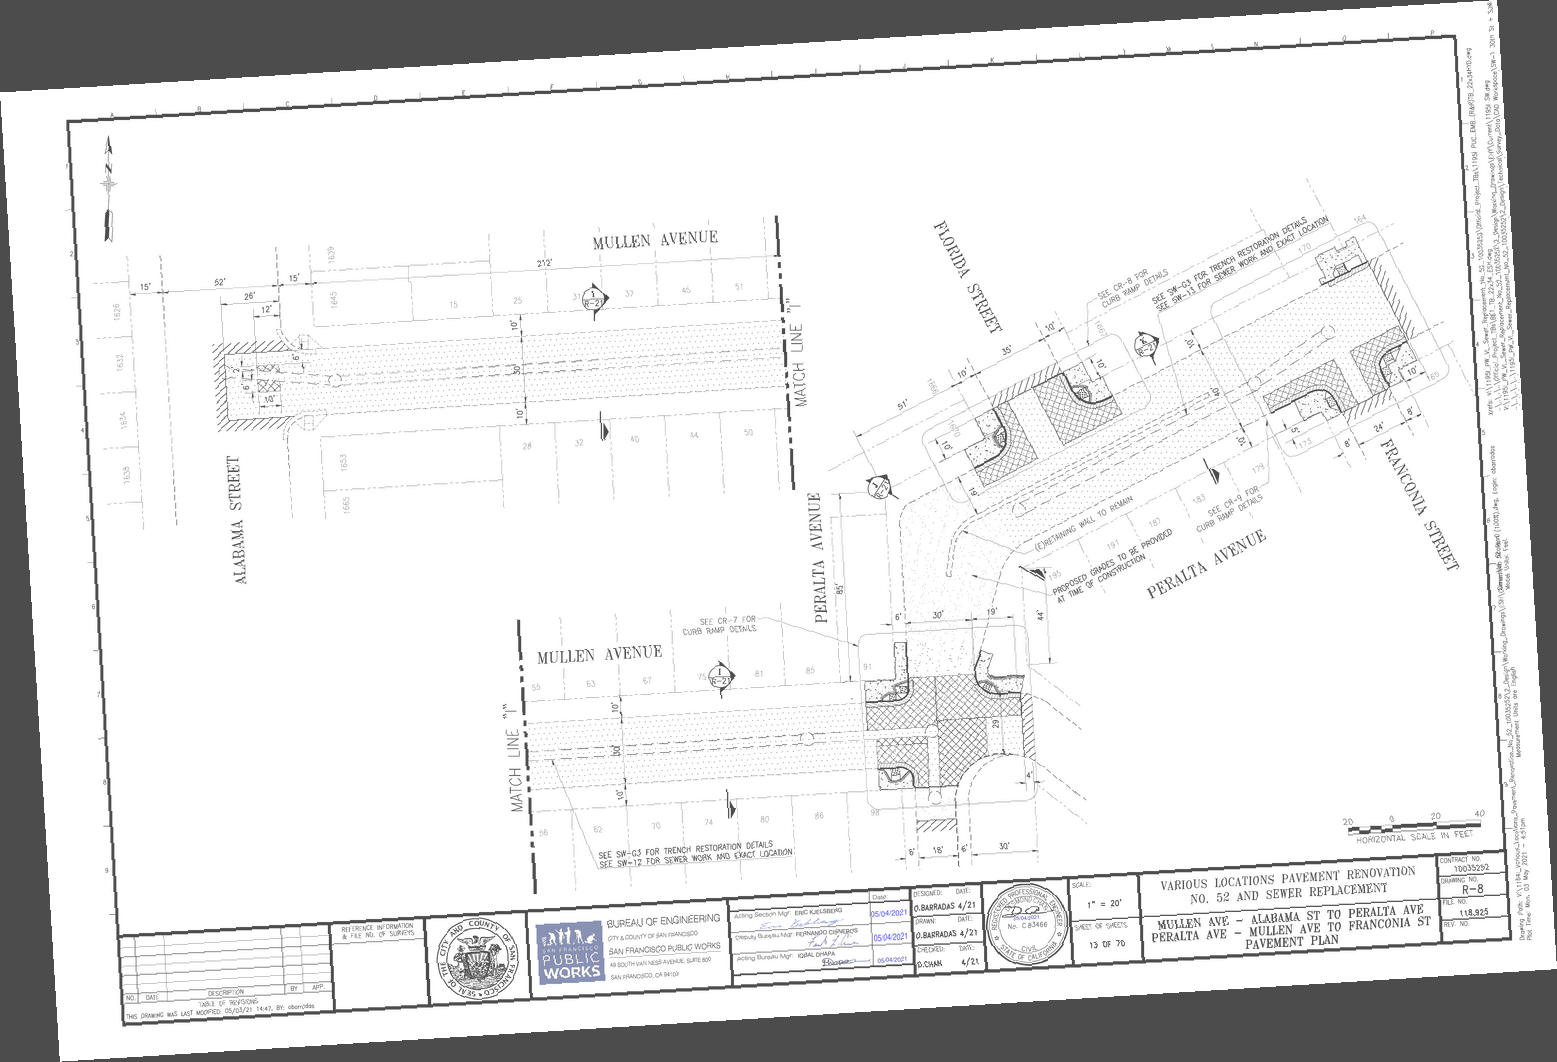 A B C D E F G H J K L M N O P
N
MULLEN AVENUE
212'
15'
52'
15'
26'
12'
1629
1645
1626
1632
1634
1638
15
25
31
37
45
51
1
R-21
10'
30'
10'
6'
2'
6'
10'
28
32
40
44
50
1653
1665
MATCH LINE "I"
ALABAMA STREET
FLORIDA STREET
SEE CR-8 FOR
CURB RAMP DETAILS
SEE SW-G3 FOR TRENCH RESTORATION DETAILS
SEE SW-13 FOR SEWER WORK AND EXACT LOCATION
170
164
51'
10'
35'
10'
10'
10'
19'
10'
40'
10'
R-21
R-21
5'
8'
24'
8'
10'
165
173
179
183
187
191
195
FRANCONIA STREET
SEE CR-9 FOR
CURB RAMP DETAILS
(E)RETAINING WALL TO REMAIN
PROPOSED GRADES TO BE PROVIDED
AT TIME OF CONSTRUCTION
PERALTA AVENUE
PERALTA AVENUE
85'
6'
30'
19'
44'
SEE CR-7 FOR
CURB RAMP DETAILS
MULLEN AVENUE
55
63
67
75
81
85
91
1
R-21
10'
30'
10'
29
4'
MATCH LINE "I"
56
62
70
74
80
86
98
SEE SW-G3 FOR TRENCH RESTORATION DETAILS
SEE SW-12 FOR SEWER WORK AND EXACT LOCATION
6'
18'
6'
30'
20 0 20 40
HORIZONTAL SCALE IN FEET
NO. DATE DESCRIPTION BY APP.
TABLE OF REVISIONS
THIS DRAWING WAS LAST MODIFIED: 05/03/21 14:47, BY: obarradas
REFERENCE INFORMATION
& FILE NO. OF SURVEYS
SEAL OF THE CITY AND COUNTY OF SAN FRANCISCO
SAN FRANCISCO
PUBLIC
WORKS
BUREAU OF ENGINEERING
CITY & COUNTY OF SAN FRANCISCO
SAN FRANCISCO PUBLIC WORKS
49 SOUTH VAN NESS AVENUE, SUITE 800
SAN FRANCISCO, CA 94103
Date:
Acting Section Mgr: ERIC KJELSBERG
05/04/2021
Deputy Bureau Mgr: FERNANDO CISNEROS
05/04/2021
Acting Bureau Mgr: IQBAL DHAPA
05/04/2021
DESIGNED: DATE:
O.BARRADAS 4/21
DRAWN: DATE:
O.BARRADAS 4/21
CHECKED: DATE:
D.CHAN 4/21
REGISTERED PROFESSIONAL ENGINEER
05/04/2021
No. C 83466
CIVIL
STATE OF CALIFORNIA
SCALE:
1" = 20'
SHEET OF SHEETS
13 OF 70
VARIOUS LOCATIONS PAVEMENT RENOVATION
NO. 52 AND SEWER REPLACEMENT
MULLEN AVE - ALABAMA ST TO PERALTA AVE
PERALTA AVE - MULLEN AVE TO FRANCONIA ST
PAVEMENT PLAN
CONTRACT NO.
10035252
DRAWING NO.
R-8
FILE NO.
118,925
REV. NO.
Measurement Units are English
Plot Time: Mon, 03 May 2021 - 4:51pm